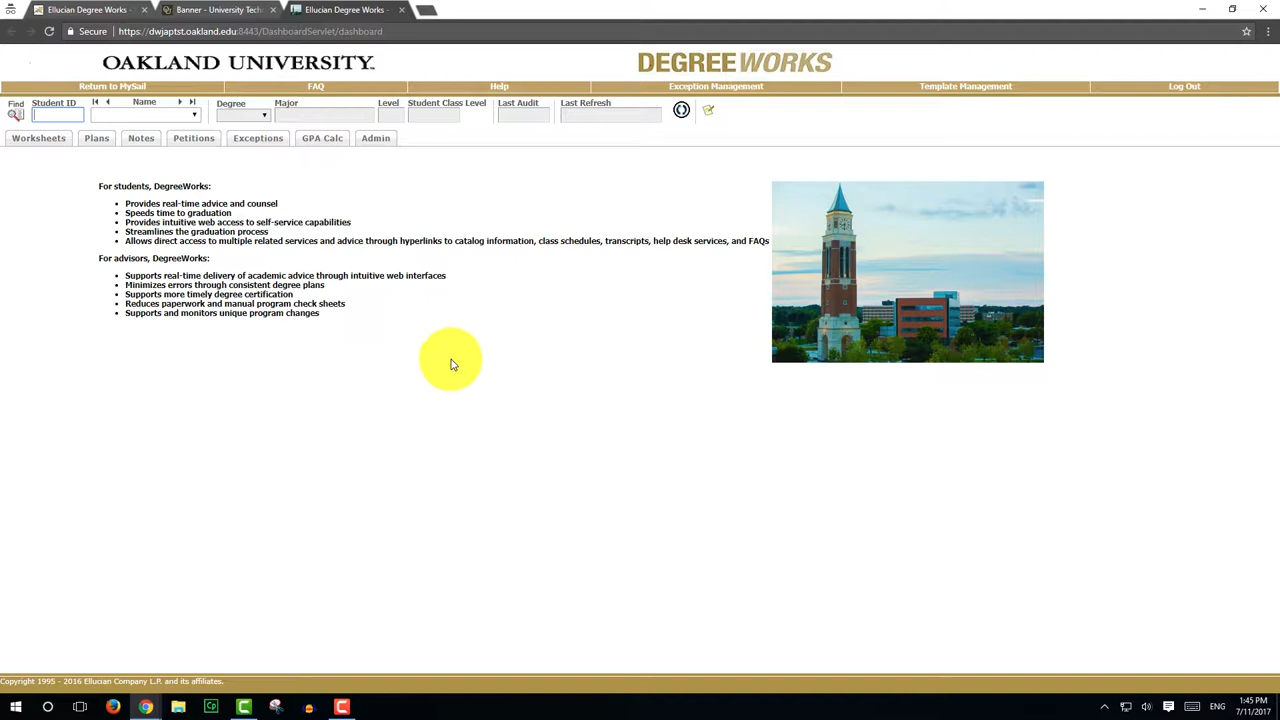 Ellucian Degree Works -
Banner - University Tech
Ellucian Degree Works -
Secure
https://dwjaptst.oakland.edu:8443/DashboardServlet/dashboard
OAKLAND UNIVERSITY
DEGREEWORKS
Return to MySail
FAQ
Help
Exception Management
Template Management
Log Out
Find
Student ID
Name
Degree
Major
Level
Student Class Level
Last Audit
Last Refresh
Worksheets
Plans
Notes
Petitions
Exceptions
GPA Calc
Admin
For students, DegreeWorks:
Provides real-time advice and counsel
Speeds time to graduation
Provides intuitive web access to self-service capabilities
Streamlines the graduation process
Allows direct access to multiple related services and advice through hyperlinks to catalog information, class schedules, transcripts, help desk services, and FAQs
For advisors, DegreeWorks:
Supports real-time delivery of academic advice through intuitive web interfaces
Minimizes errors through consistent degree plans
Supports more timely degree certification
Reduces paperwork and manual program check sheets
Supports and monitors unique program changes
Copyright 1995 - 2016 Ellucian Company L.P. and its affiliates.
Cp
ENG
1:45 PM
7/11/2017